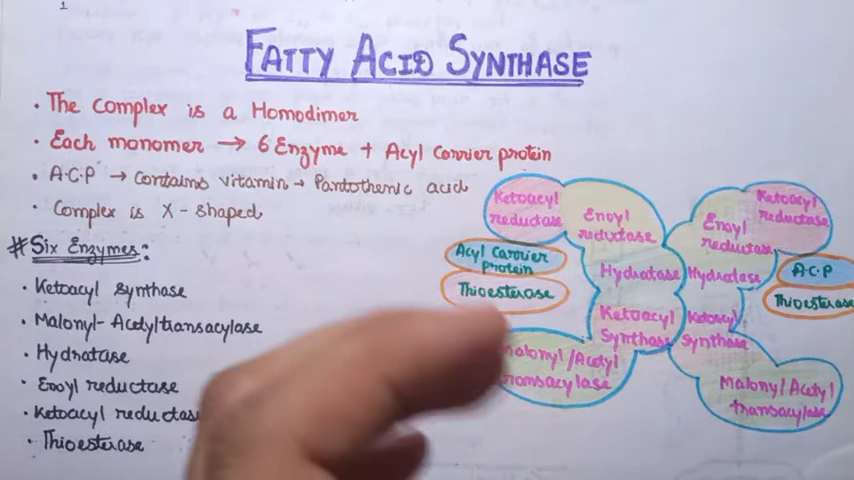 1
FATTY ACID SYNTHASE
· The Complex is a Homodimer
· Each monomer → 6 Enzyme + Acyl Carrier protein
· A.C.P → Contains vitamin → Pantothenic acid
· Complex is X-shaped
# Six Enzymes:
· Ketoacyl synthase
· Malonyl-Acetyltransacylase
· Hydratase
· Enoyl reductase
· Ketoacyl reductas
· Thioesterase
Ketoacyl
reductase
Enoyl
reductase
Acyl Carrier
protein
Thioesterase
Hydratase
Ketoacyl
Synthase
Malonyl/Acetyl
transacylase
Ketoacyl
reductase
Enoyl
reductase
Hydratase
A.C.P
Thioesterase
Ketoacyl
Synthase
Malonyl/Acetyl
transacylase